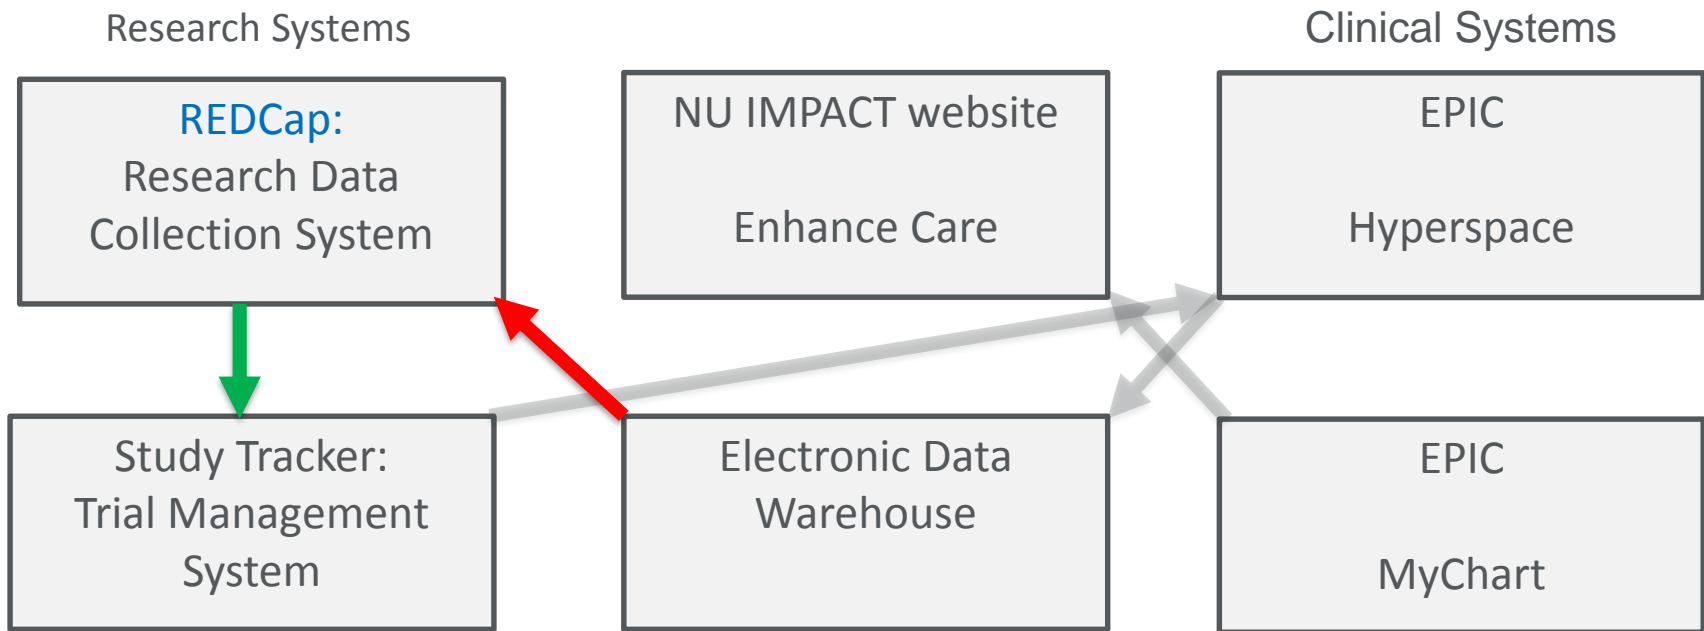 Research Systems
Clinical Systems
REDCap:
Research Data
Collection System
NU IMPACT website
Enhance Care
EPIC
Hyperspace
Study Tracker:
Trial Management
System
Electronic Data
Warehouse
EPIC
MyChart